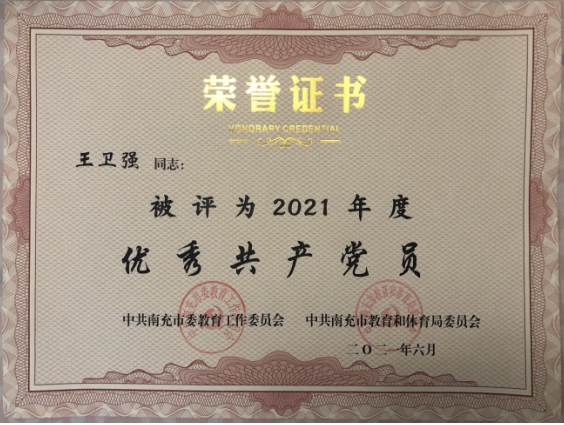 荣誉证书
HONORARY CREDENTIAL
王卫强 同志：
被评为2021年度
优秀共产党员
中共南充市委教育工作委员会 中共南充市教育和体育局委员会
二〇二一年六月